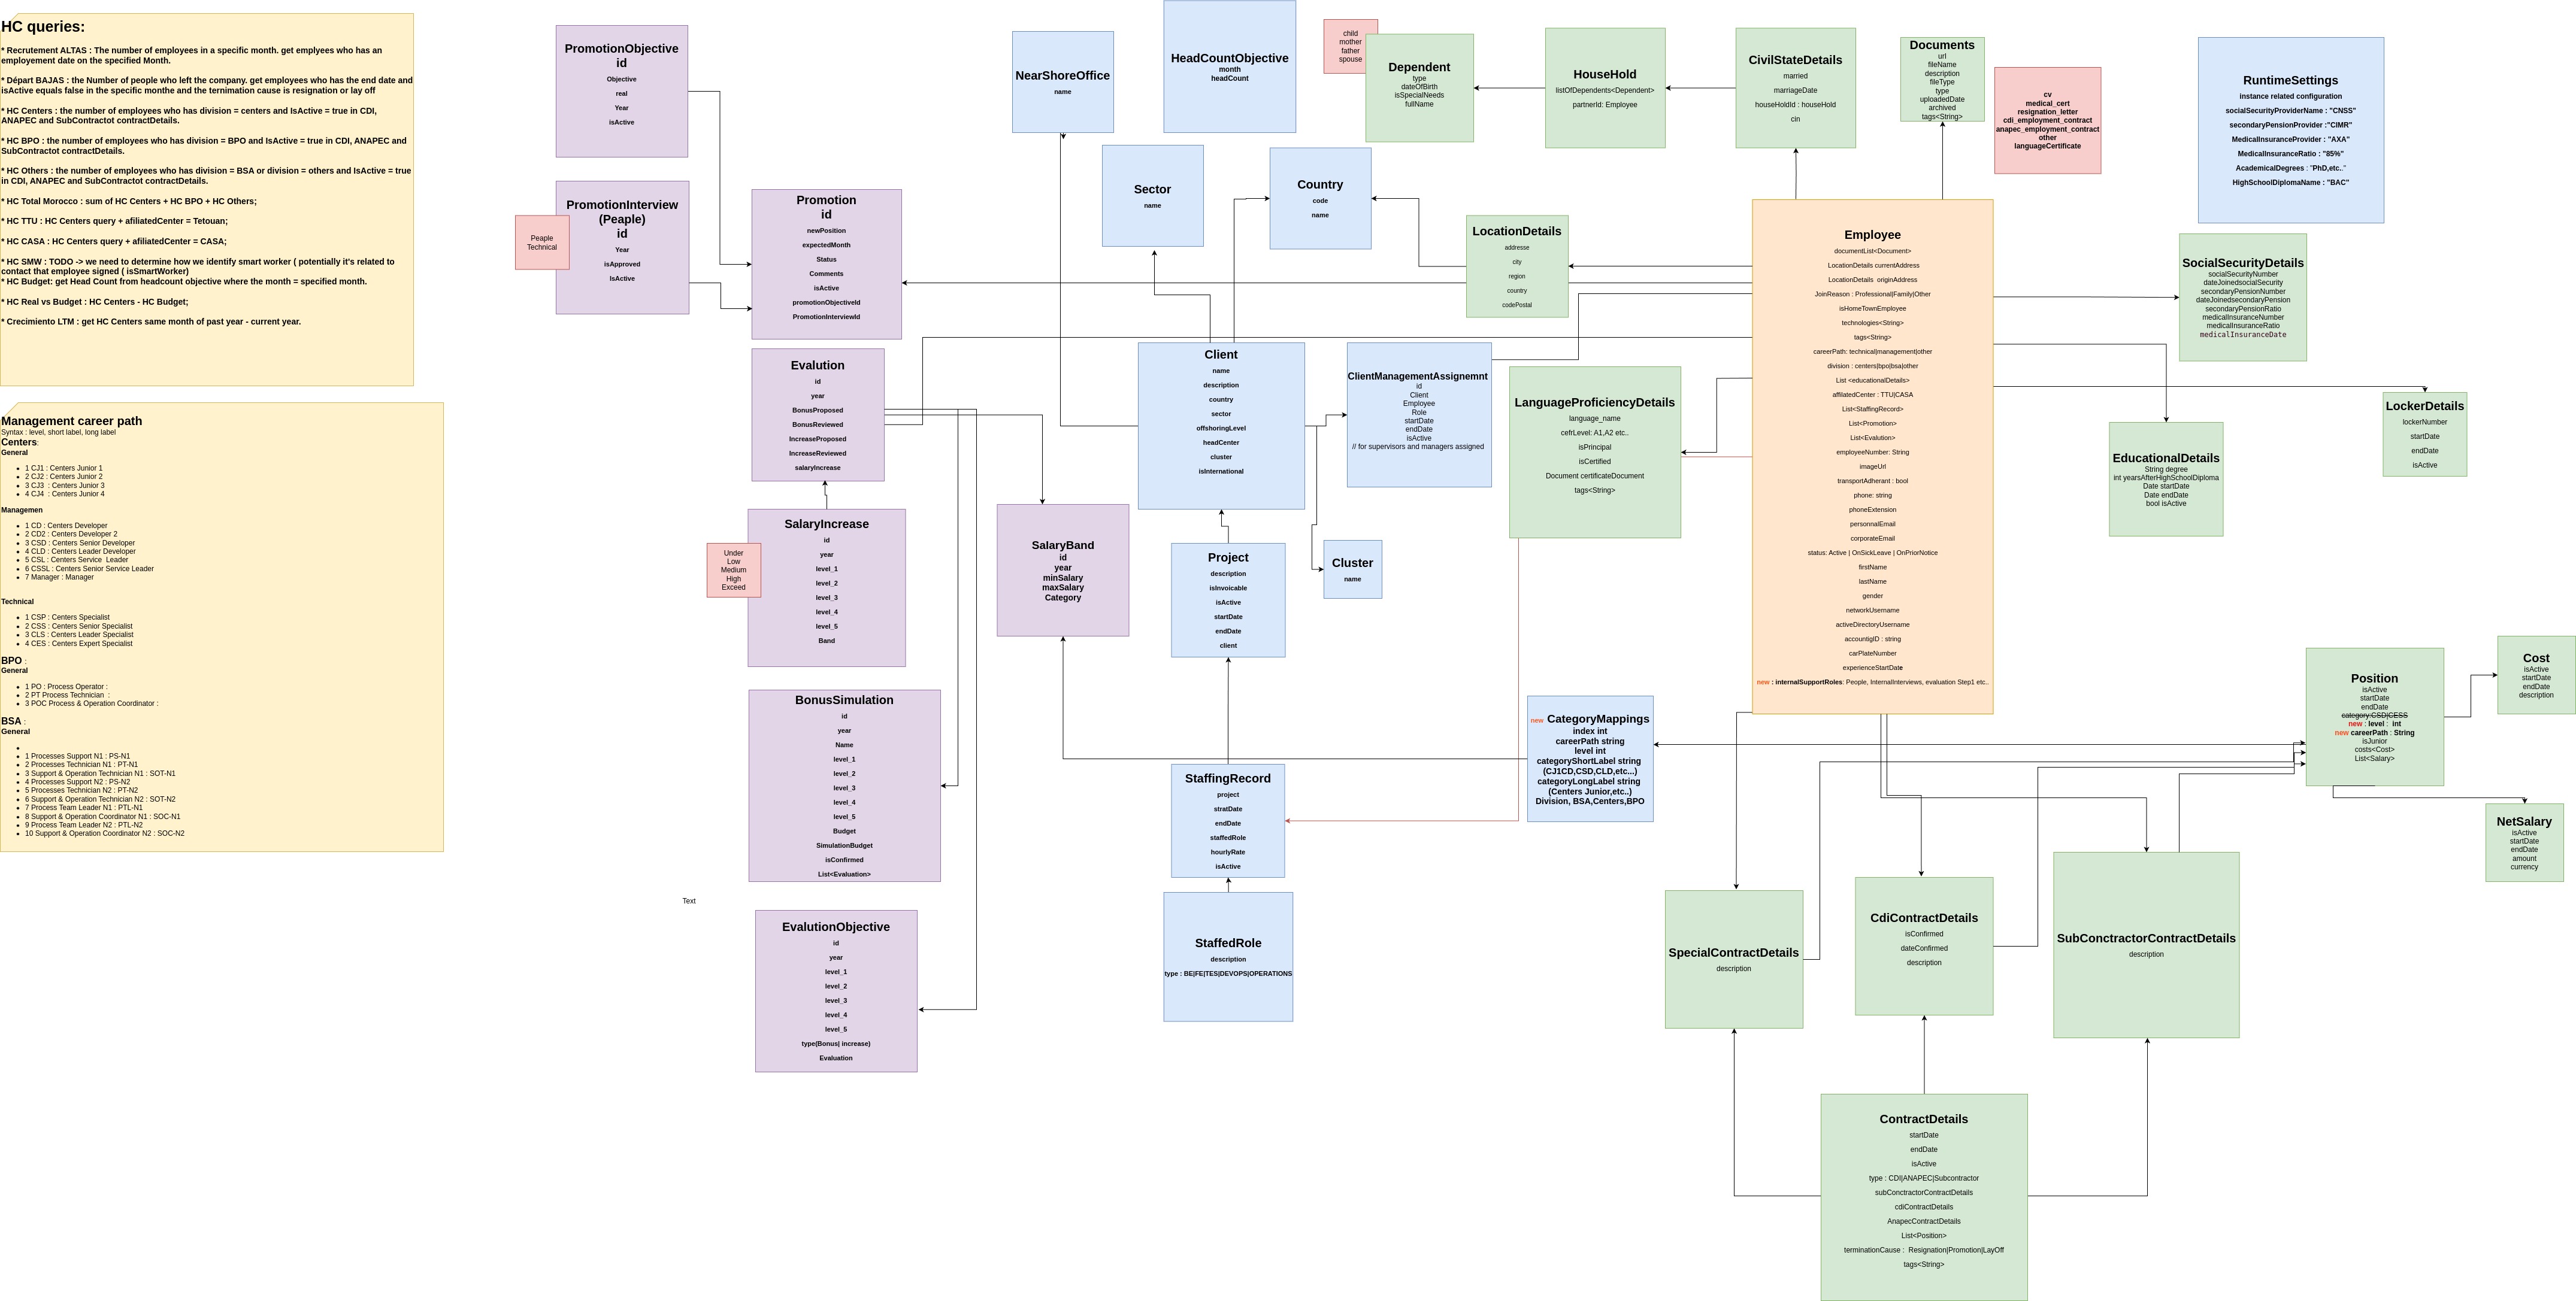 HC queries:
* Recrutement ALTAS : The number of employees in a specific month. get emplyees who has an
employement date on the specified Month.
* Départ BAJAS : the Number of people who left the company. get employees who has the end date and
isActive equals false in the specific monthe and the ternimation cause is resignation or lay off
* HC Centers : the number of employees who has division = centers and IsActive = true in CDI,
ANAPEC and SubContractot contractDetails.
* HC BPO : the number of employees who has division = BPO and IsActive = true in CDI, ANAPEC and
SubContractot contractDetails.
* HC Others : the number of employees who has division = BSA or division = others and IsActive = true
in CDI, ANAPEC and SubContractot contractDetails.
* HC Total Morocco : sum of HC Centers + HC BPO + HC Others;
* HC TTU : HC Centers query + afiliatedCenter = Tetouan;
* HC CASA : HC Centers query + afiliatedCenter = CASA;
* HC SMW : TODO -> we need to determine how we identify smart worker ( potentially it's related to
contact that employee signed ( isSmartWorker)
* HC Budget: get Head Count from headcount objective where the month = specified month.
* HC Real vs Budget : HC Centers - HC Budget;
* Crecimiento LTM : get HC Centers same month of past year - current year.
Management career path
Syntax : level, short label, long label
Centers:
General
• 1 CJ1 : Centers Junior 1
• 2 CJ2 : Centers Junior 2
• 3 CJ3  : Centers Junior 3
• 4 CJ4  : Centers Junior 4
Managemen
• 1 CD : Centers Developer
• 2 CD2 : Centers Developer 2
• 3 CSD : Centers Senior Developer
• 4 CLD : Centers Leader Developer
• 5 CSL : Centers Service  Leader
• 6 CSSL : Centers Senior Service Leader
• 7 Manager : Manager
Technical
• 1 CSP : Centers Specialist
• 2 CSS : Centers Senior Specialist
• 3 CLS : Centers Leader Specialist
• 4 CES : Centers Expert Specialist
BPO :
General
• 1 PO : Process Operator :
• 2 PT Process Technician  :
• 3 POC Process & Operation Coordinator :
BSA :
General
•
• 1 Processes Support N1 : PS-N1
• 2 Processes Technician N1 : PT-N1
• 3 Support & Operation Technician N1 : SOT-N1
• 4 Processes Support N2 : PS-N2
• 5 Processes Technician N2 : PT-N2
• 6 Support & Operation Technician N2 : SOT-N2
• 7 Process Team Leader N1 : PTL-N1
• 8 Support & Operation Coordinator N1 : SOC-N1
• 9 Process Team Leader N2 : PTL-N2
• 10 Support & Operation Coordinator N2 : SOC-N2
PromotionObjective
id
Objective
real
Year
isActive
PromotionInterview
(Peaple)
id
Year
isApproved
IsActive
Peaple
Technical
Promotion
id
newPosition
expectedMonth
Status
Comments
isActive
promotionObjectiveId
PromotionInterviewId
Evalution
id
year
BonusProposed
BonusReviewed
IncreaseProposed
IncreaseReviewed
salaryIncrease
SalaryIncrease
id
year
level_1
level_2
level_3
level_4
level_5
Band
Under
Low
Medium
High
Exceed
BonusSimulation
id
year
Name
level_1
level_2
level_3
level_4
level_5
Budget
SimulationBudget
isConfirmed
List<Evaluation>
Text
EvalutionObjective
id
year
level_1
level_2
level_3
level_4
level_5
type(Bonus| increase)
Evaluation
NearShoreOffice
name
HeadCountObjective
month
headCount
Sector
name
Country
code
name
Client
name
description
country
sector
offshoringLevel
headCenter
cluster
isInternational
ClientManagementAssignemnt
id
Client
Employee
Role
startDate
endDate
isActive
// for supervisors and managers assigned
SalaryBand
id
year
minSalary
maxSalary
Category
Project
description
isInvoicable
isActive
startDate
endDate
client
Cluster
name
StaffingRecord
project
stratDate
endDate
staffedRole
hourlyRate
isActive
StaffedRole
description
type : BE|FE|TES|DEVOPS|OPERATIONS
child
mother
father
spouse
Dependent
type
dateOfBirth
isSpecialNeeds
fullName
HouseHold
listOfDependents<Dependent>
partnerId: Employee
CivilStateDetails
married
marriageDate
houseHoldId : houseHold
cin
Documents
url
fileName
description
fileType
type
uploadedDate
archived
tags<String>
cv
medical_cert
resignation_letter
cdi_employment_contract
anapec_employment_contract
other
languageCertificate
RuntimeSettings
instance related configuration
socialSecurityProviderName : "CNSS"
secondaryPensionProvider :"CIMR"
MedicalInsuranceProvider : "AXA"
MedicalInsuranceRatio : "85%"
AcademicalDegrees : "PhD,etc.."
HighSchoolDiplomaName : "BAC"
LocationDetails
addresse
city
region
country
codePostal
LanguageProficiencyDetails
language_name
cefrLevel: A1,A2 etc..
isPrincipal
isCertified
Document certificateDocument
tags<String>
Employee
documentList<Document>
LocationDetails currentAddress
LocationDetails  originAddress
JoinReason : Professional|Family|Other
isHomeTownEmployee
technologies<String>
tags<String>
careerPath: technical|management|other
division : centers|bpo|bsa|other
List <educationalDetails>
affilatedCenter : TTU|CASA
List<StaffingRecord>
List<Promotion>
List<Evalution>
employeeNumber: String
imageUrl
transportAdherant : bool
phone: string
phoneExtension
personnalEmail
corporateEmail
status: Active | OnSickLeave | OnPriorNotice
firstName
lastName
gender
networkUsername
activeDirectoryUsername
accountigID : string
carPlateNumber
experienceStartDate
new : internalSupportRoles: People, InternalInterviews, evaluation Step1 etc..
SocialSecurityDetails
socialSecurityNumber
dateJoinedsocialSecurity
secondaryPensionNumber
dateJoinedsecondaryPension
secondaryPensionRatio
medicalInsuranceNumber
medicalInsuranceRatio
medicalInsuranceDate
LockerDetails
lockerNumber
startDate
endDate
isActive
EducationalDetails
String degree
int yearsAfterHighSchoolDiploma
Date startDate
Date endDate
bool isActive
new CategoryMappings
index int
careerPath string
level int
categoryShortLabel string
(CJ1CD,CSD,CLD,etc...)
categoryLongLabel string
(Centers Junior,etc..)
Division, BSA,Centers,BPO
Position
isActive
startDate
endDate
category:CSD|CESS
new : level :  int
new careerPath : String
isJunior
costs<Cost>
List<Salary>
Cost
isActive
startDate
endDate
description
NetSalary
isActive
startDate
endDate
amount
currency
SpecialContractDetails
description
CdiContractDetails
isConfirmed
dateConfirmed
description
SubConctractorContractDetails
description
ContractDetails
startDate
endDate
isActive
type : CDI|ANAPEC|Subcontractor
subConctractorContractDetails
cdiContractDetails
AnapecContractDetails
List<Position>
terminationCause :  Resignation|Promotion|LayOff
tags<String>